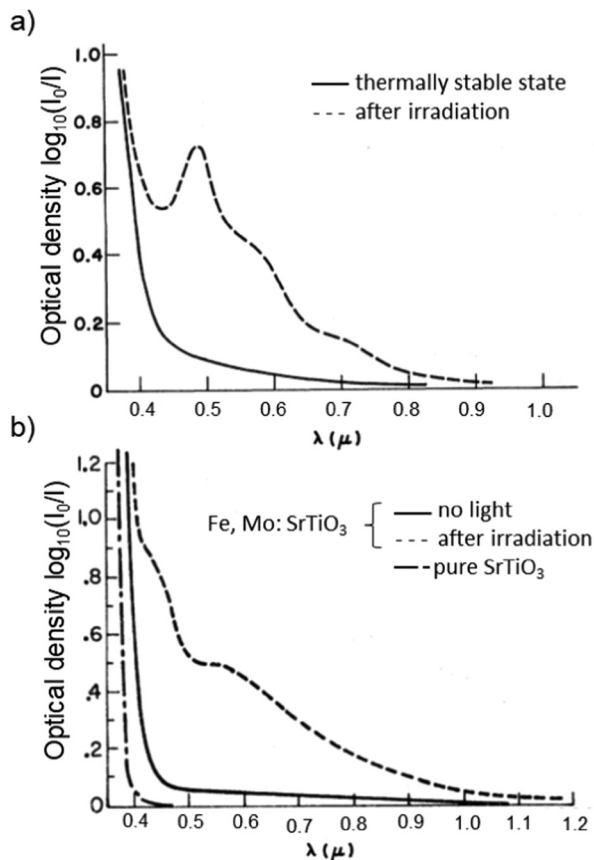 a)
Optical density log₁₀(I₀/I)
1.0
0.8
0.6
0.4
0.2
0
thermally stable state
after irradiation
0.4 0.5 0.6 0.7 0.8 0.9 1.0
λ (μ)
b)
Optical density log₁₀(I₀/I)
1.2
1.0
.8
.6
.4
.2
0
Fe, Mo: SrTiO₃
no light
after irradiation
pure SrTiO₃
0.4 0.5 0.6 0.7 0.8 0.9 1.0 1.1 1.2
λ (μ)